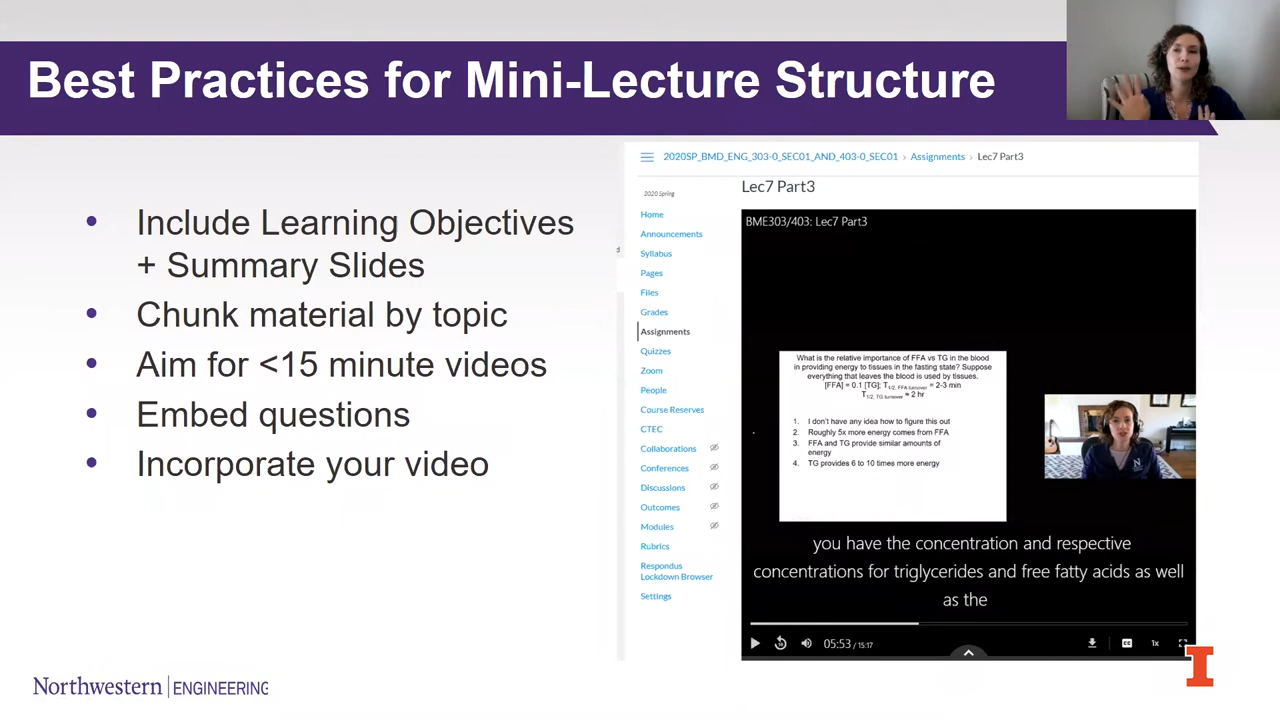 Best Practices for Mini-Lecture Structure
• Include Learning Objectives
+ Summary Slides
• Chunk material by topic
• Aim for <15 minute videos
• Embed questions
• Incorporate your video
2020SP_BMD_ENG_303-0_SEC01_AND_403-0_SEC01 › Assignments › Lec7 Part3
2020 Spring
Home
Announcements
Syllabus
Pages
Files
Grades
Assignments
Quizzes
Zoom
People
Course Reserves
CTEC
Collaborations
Conferences
Discussions
Outcomes
Modules
Rubrics
Respondus
Lockdown Browser
Settings
Lec7 Part3
BME303/403: Lec7 Part3
What is the relative importance of FFA vs TG in the blood
in providing energy to tissues in the fasting state? Suppose
everything that leaves the blood is used by tissues.
[FFA] = 0.1 [TG]; T1/2, FFA turnover = 2-3 min
T1/2, TG turnover = 2 hr
1. I don't have any idea how to figure this out
2. Roughly 5x more energy comes from FFA
3. FFA and TG provide similar amounts of
energy
4. TG provides 6 to 10 times more energy
you have the concentration and respective
concentrations for triglycerides and free fatty acids as well
as the
05:53 / 15:17
CC
1x
Northwestern | ENGINEERING
I